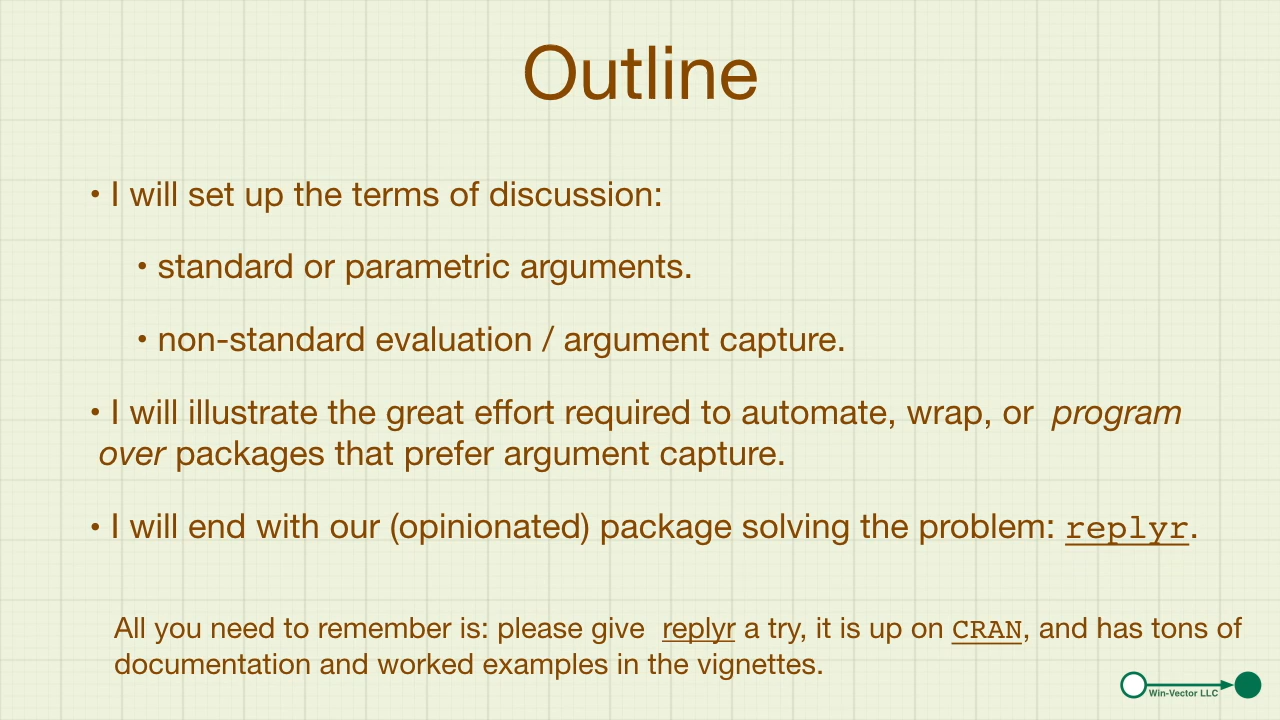 Outline
• I will set up the terms of discussion:
• standard or parametric arguments.
• non-standard evaluation / argument capture.
• I will illustrate the great effort required to automate, wrap, or program
over packages that prefer argument capture.
• I will end with our (opinionated) package solving the problem: replyr.
All you need to remember is: please give replyr a try, it is up on CRAN, and has tons of
documentation and worked examples in the vignettes.
Win-Vector LLC